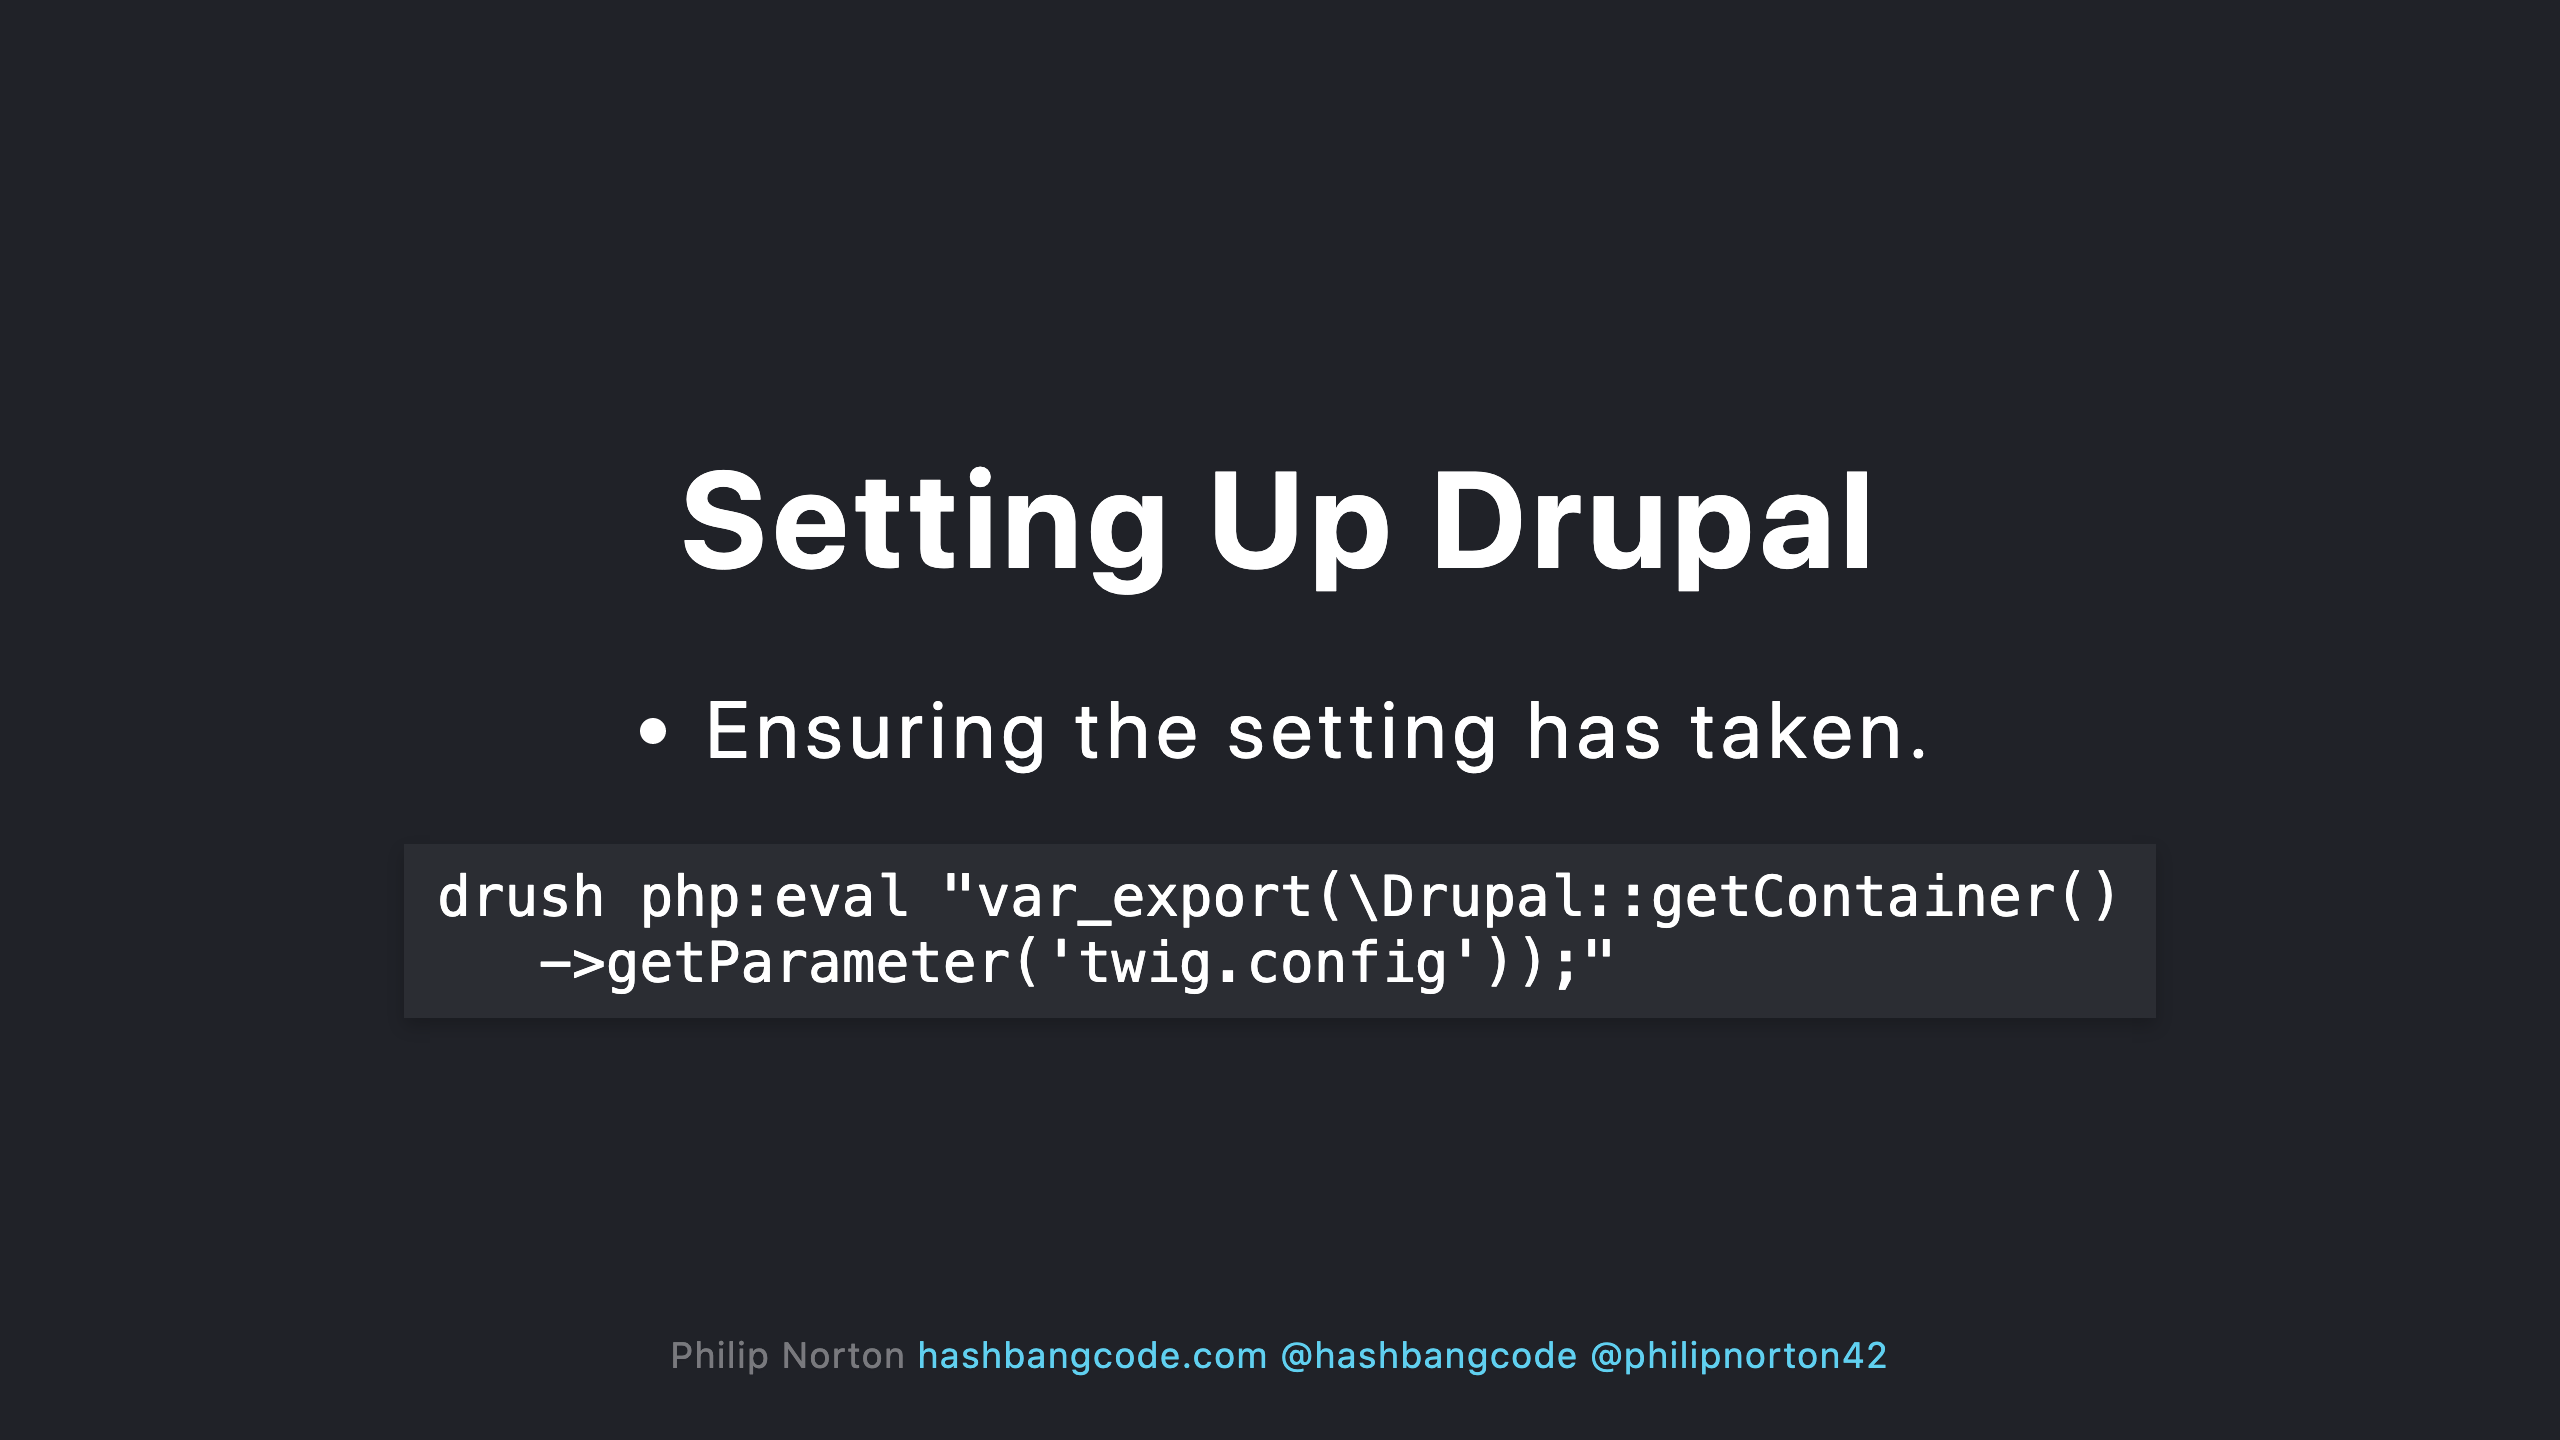 Setting Up Drupal
• Ensuring the setting has taken.
drush php:eval "var_export(\Drupal::getContainer()
   ->getParameter('twig.config'));"
Philip Norton hashbangcode.com @hashbangcode @philipnorton42